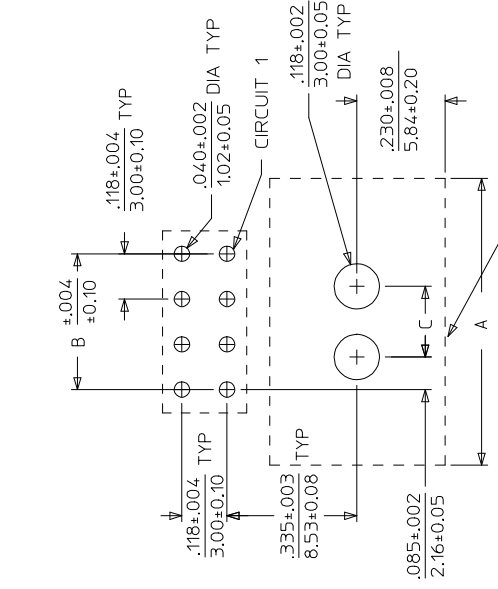 .118±.004 TYP
3.00±0.10
.040±.002 DIA TYP
1.02±0.05
CIRCUIT 1
.118±.002
3.00±0.05
DIA TYP
.230±.008
5.84±0.20
B ±.004
±0.10
C
A
.118±.004 TYP
3.00±0.10
.335±.003 TYP
8.53±0.08
.085±.002
2.16±0.05